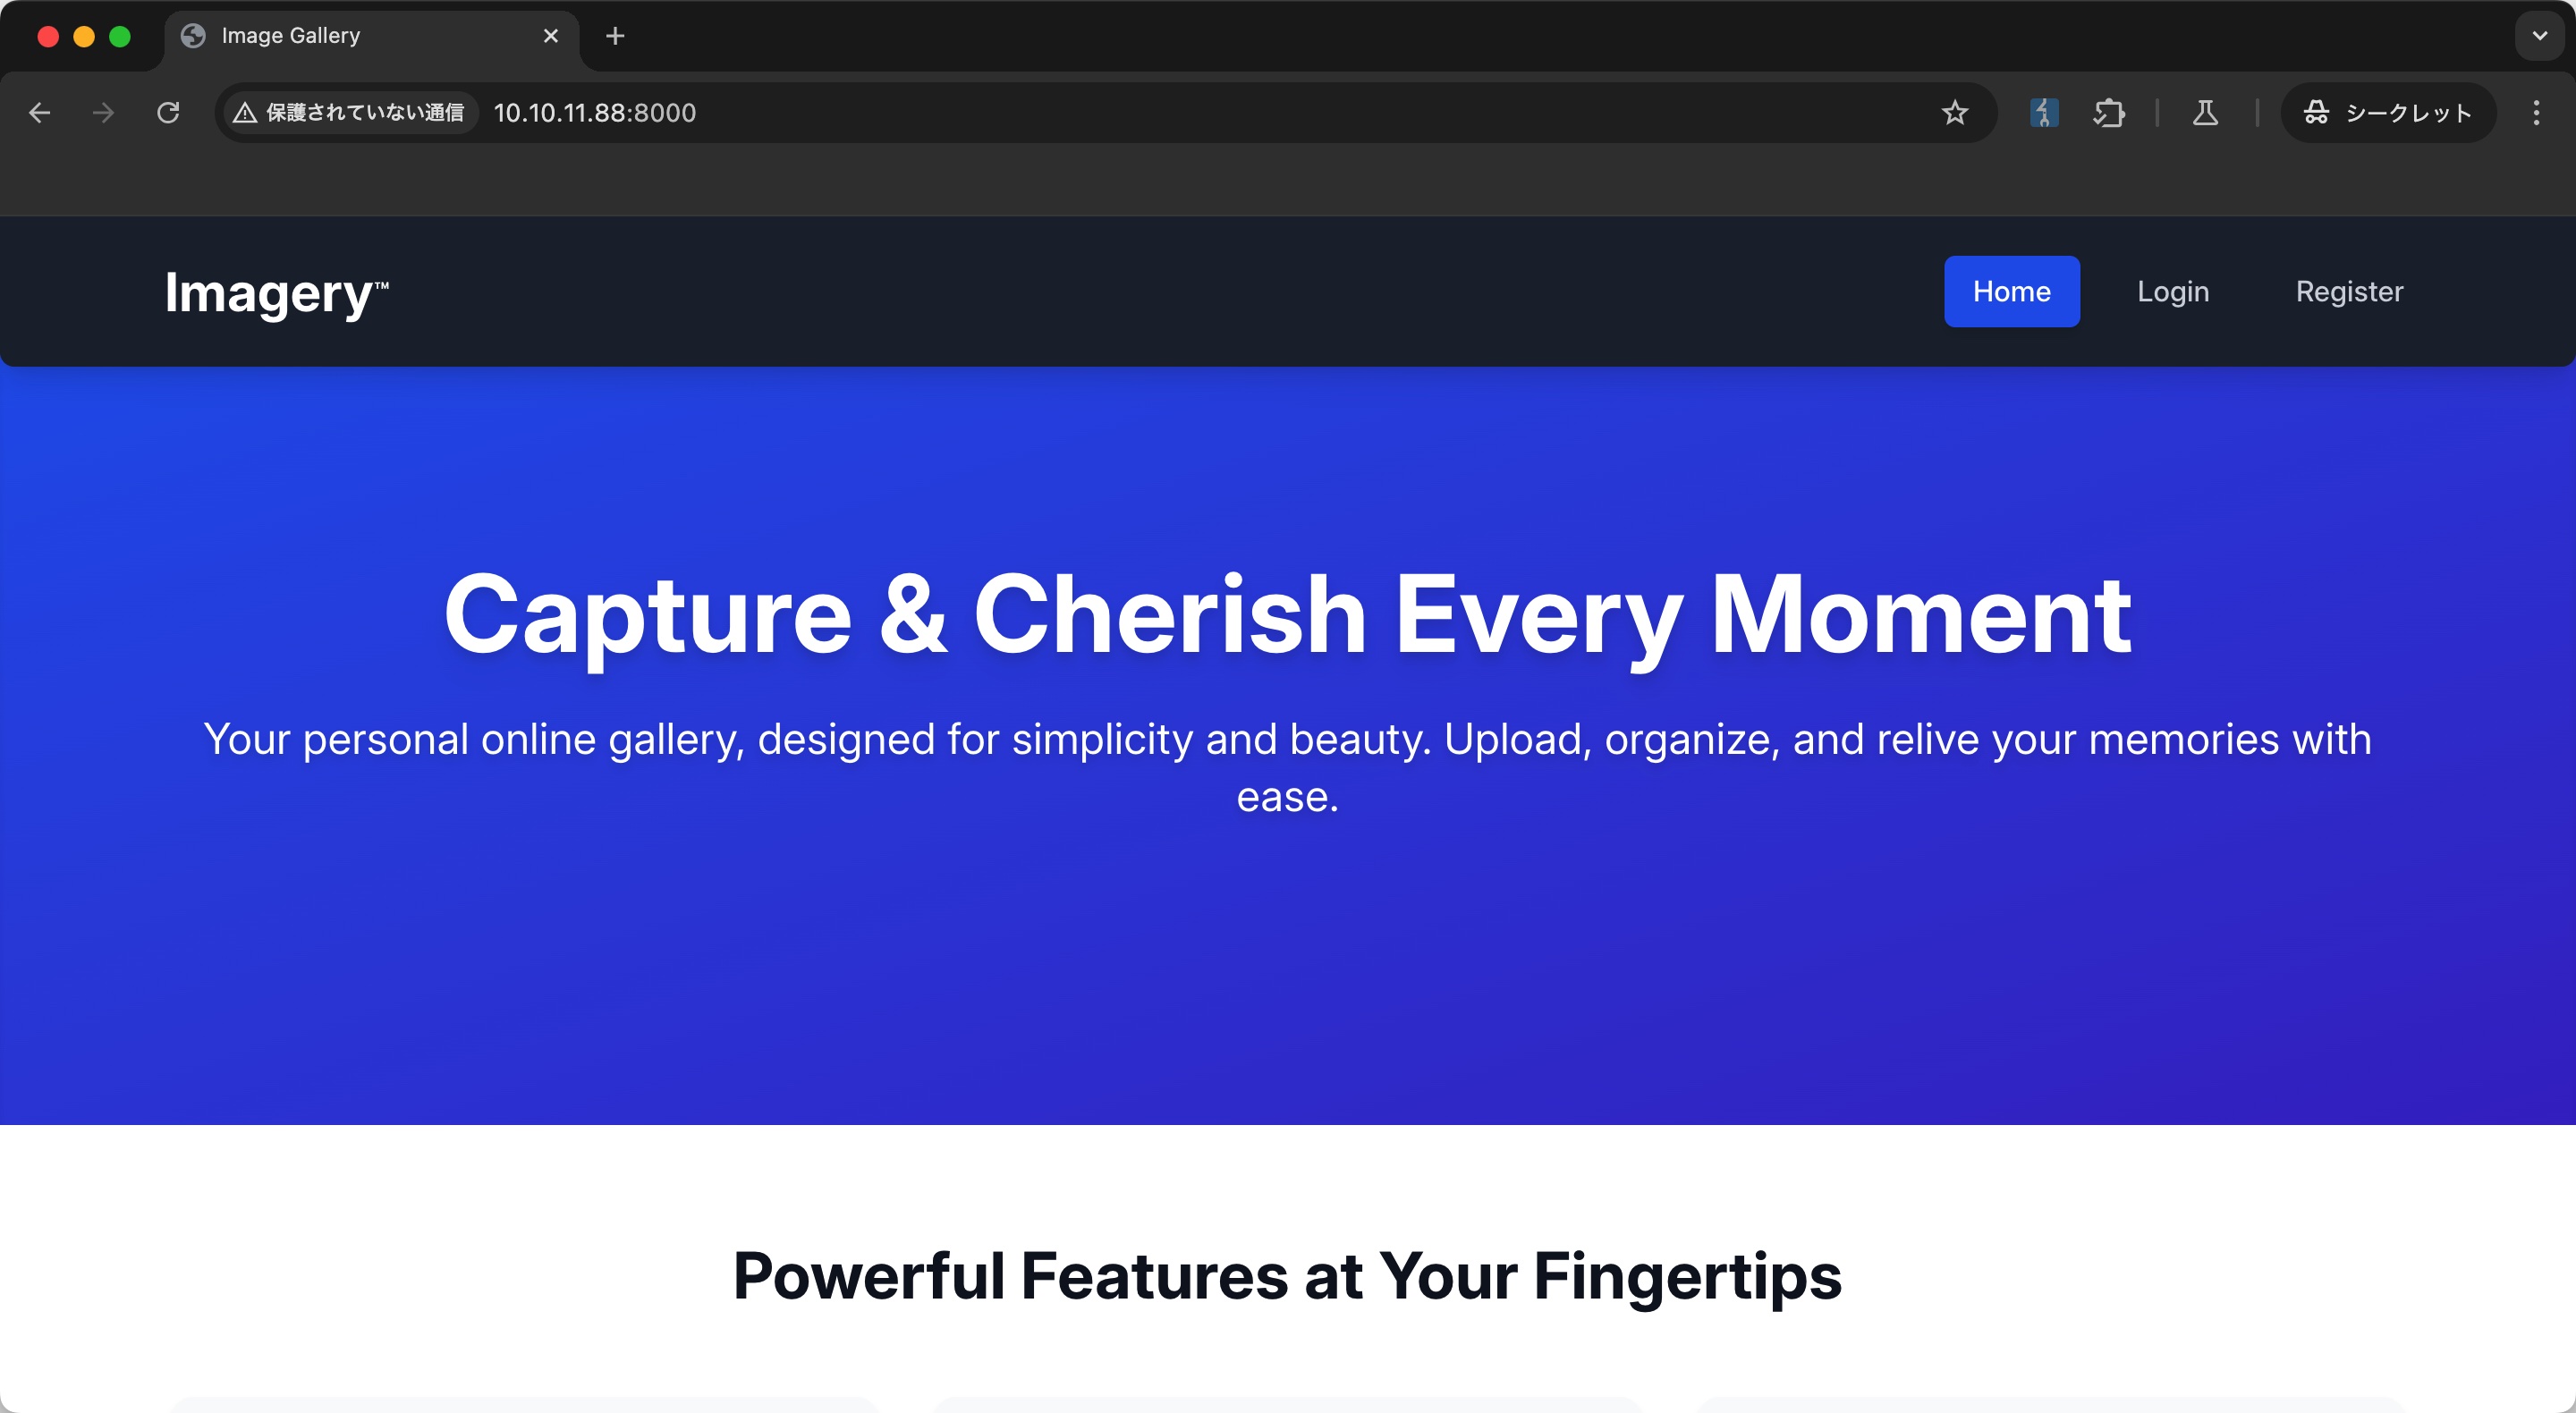 Image Gallery
保護されていない通信 10.10.11.88:8000 シークレット
Imagery™ Home Login Register
Capture & Cherish Every Moment
Your personal online gallery, designed for simplicity and beauty. Upload, organize, and relive your memories with
ease.
Powerful Features at Your Fingertips